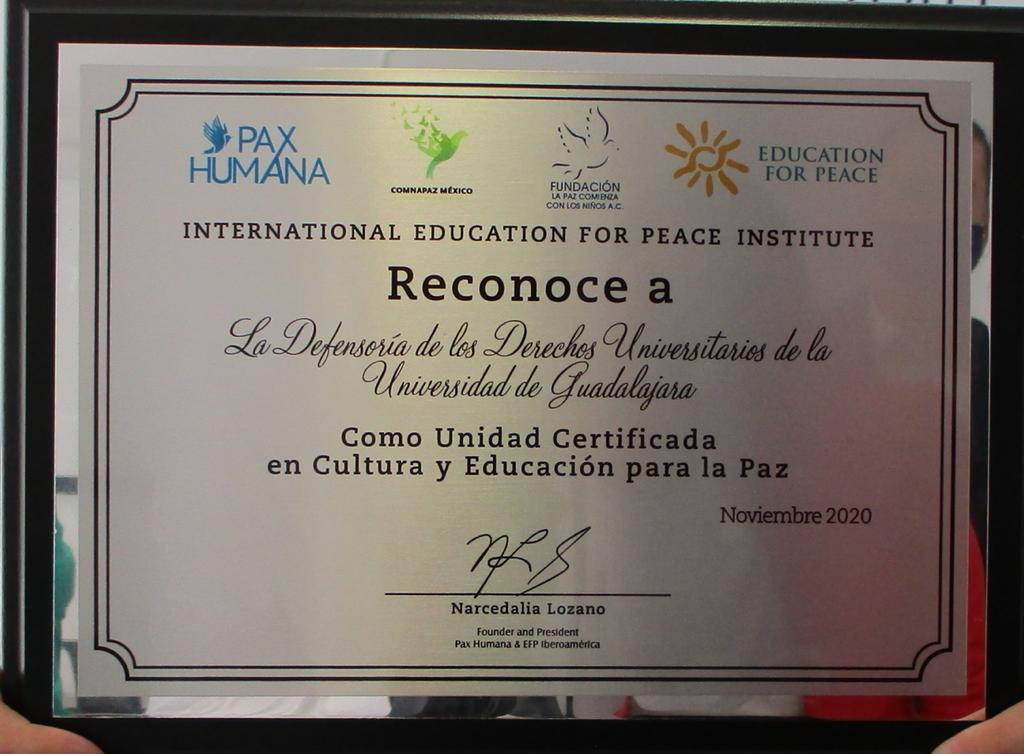 PAX
HUMANA
COMNAPAZ MÉXICO
FUNDACIÓN
LA PAZ COMIENZA
CON LOS NIÑOS A.C.
EDUCATION
FOR PEACE
INTERNATIONAL EDUCATION FOR PEACE INSTITUTE
Reconoce a
La Defensoría de los Derechos Universitarios de la
Universidad de Guadalajara
Como Unidad Certificada
en Cultura y Educación para la Paz
Noviembre 2020
Narcedalia Lozano
Founder and President
Pax Humana & EFP Iberoamérica